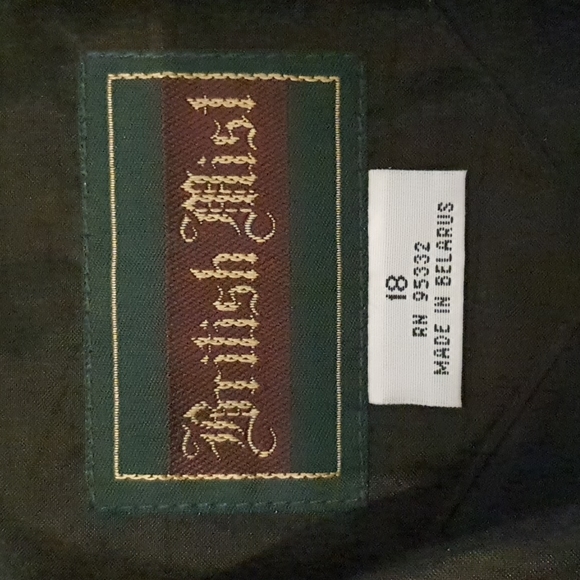 British Mist
18
RN 95332
MADE IN BELARUS